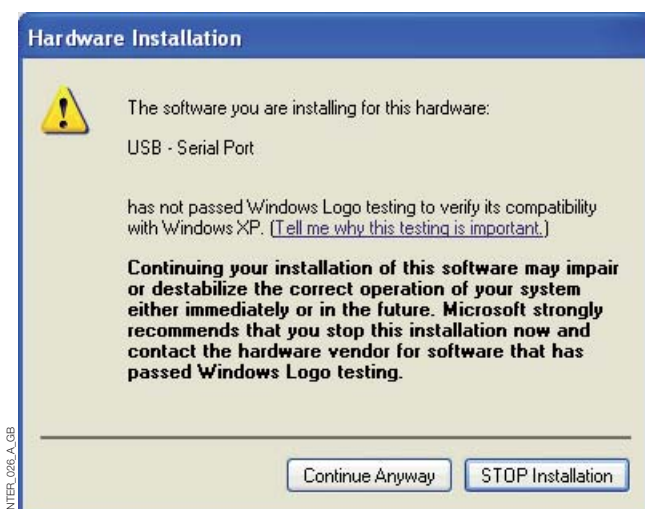 Hardware Installation
The software you are installing for this hardware:
USB - Serial Port
has not passed Windows Logo testing to verify its compatibility
with Windows XP. (Tell me why this testing is important.)
Continuing your installation of this software may impair
or destabilize the correct operation of your system
either immediately or in the future. Microsoft strongly
recommends that you stop this installation now and
contact the hardware vendor for software that has
passed Windows Logo testing.
Continue Anyway
STOP Installation
NTER_026_A_GB